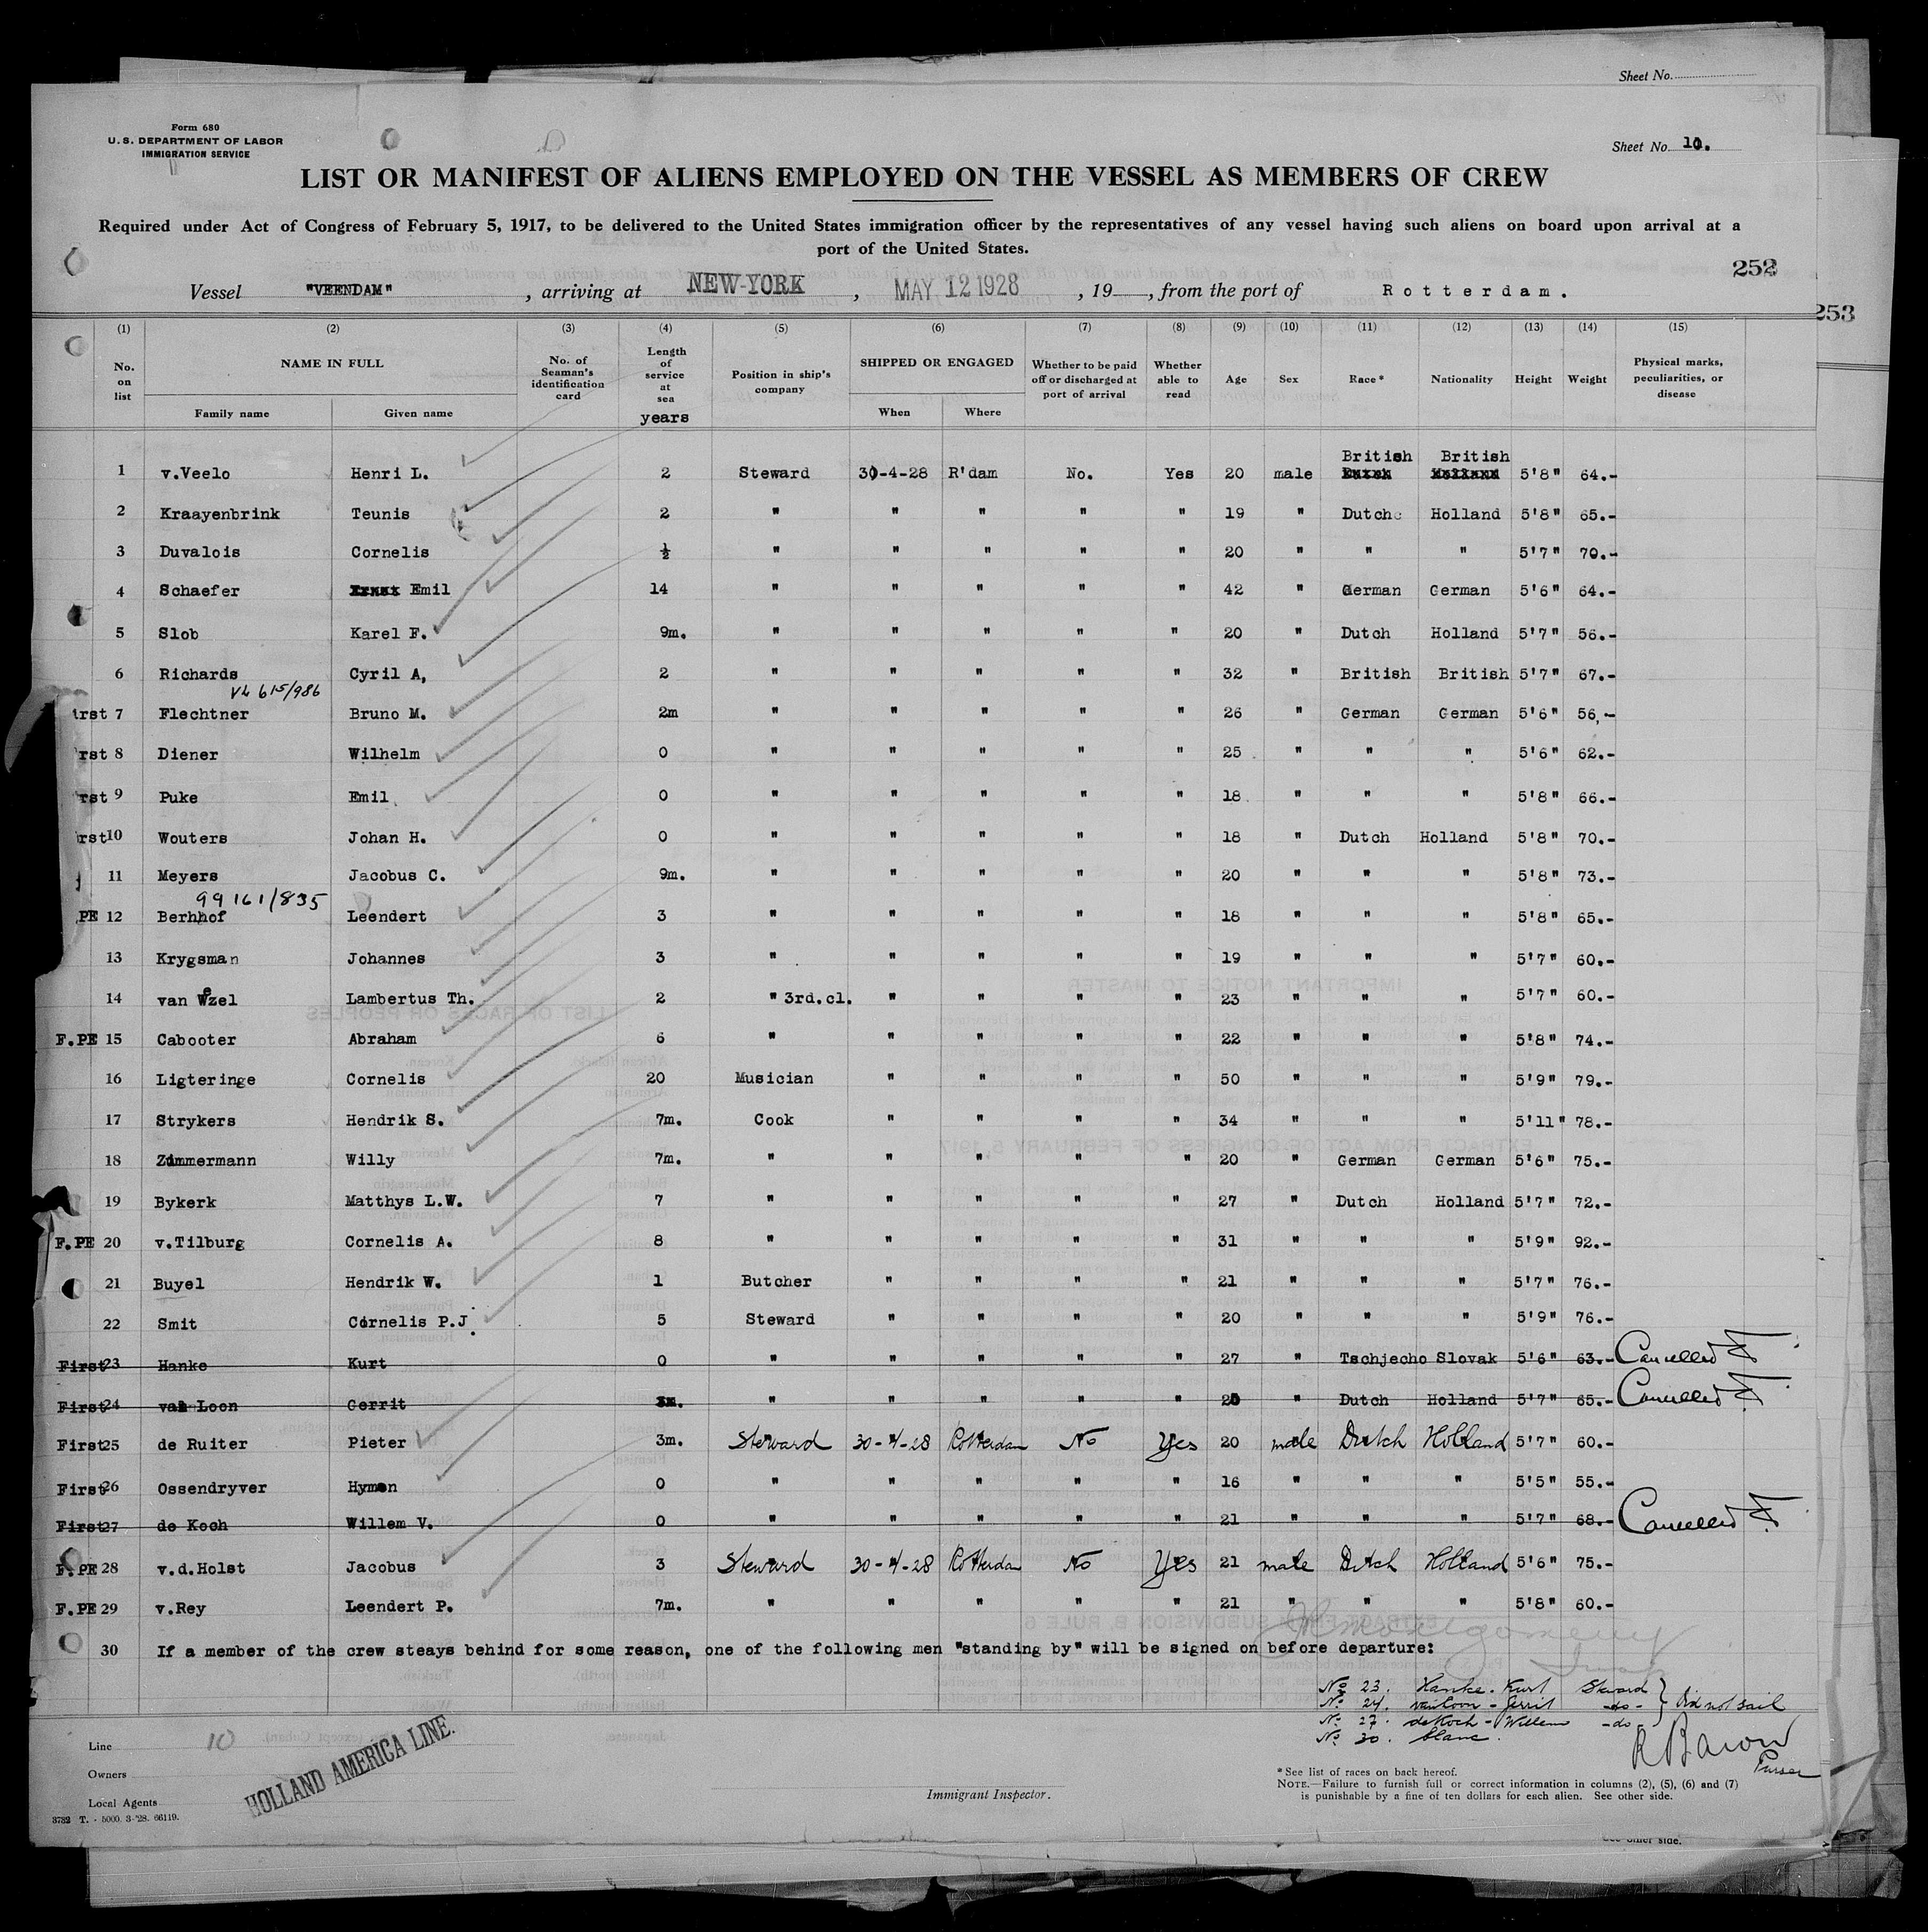 Sheet No.
Form 680
U. S. DEPARTMENT OF LABOR
IMMIGRATION SERVICE
Sheet No. 10.
LIST OR MANIFEST OF ALIENS EMPLOYED ON THE VESSEL AS MEMBERS OF CREW
Required under Act of Congress of February 5, 1917, to be delivered to the United States immigration officer by the representatives of any vessel having such aliens on board upon arrival at a
port of the United States.
252
253
Vessel "VEENDAM", arriving at NEW-YORK, MAY 12 1928, 19, from the port of Rotterdam.
(1) (2) (3) (4) (5) (6) (7) (8) (9) (10) (11) (12) (13) (14) (15)
No. on list NAME IN FULL Family name Given name No. of Seaman's identification card Length of service at sea years Position in ship's company SHIPPED OR ENGAGED When Where Whether to be paid off or discharged at port of arrival Whether able to read Age Sex Race* Nationality Height Weight Physical marks, peculiarities, or disease
British British
1 v.Veelo Henri L. 2 Steward 30-4-28 R'dam No. Yes 20 male Dutch Holland 5'8" 64.-
2 Kraayenbrink Teunis 2 " " " " " 19 " Dutch Holland 5'8" 65.-
3 Duvalois Cornelis ½ " " " " " 20 " " " 5'7" 70.-
4 Schaefer Emil 14 " " " " " 42 " German German 5'6" 64.-
5 Slob Karel F. 9m. " " " " " 20 " Dutch Holland 5'7" 56.-
6 Richards Cyril A, 2 " " " " " 32 " British British 5'7" 67.-
VL 615/986
irst 7 Flechtner Bruno M. 2m " " " " " 26 " German German 5'6" 56,-
rst 8 Diener Wilhelm 0 " " " " " 25 " " " 5'6" 62.-
rst 9 Puke Emil 0 " " " " " 18 " " " 5'8" 66.-
rst 10 Wouters Johan H. 0 " " " " " 18 " Dutch Holland 5'8" 70.-
11 Meyers Jacobus C. 9m. " " " " " 20 " " " 5'8" 73.-
99161/835
PE 12 Berhhof Leendert 3 " " " " " 18 " " " 5'8" 65.-
13 Krygsman Johannes 3 " " " " " 19 " " " 5'7" 60.-
14 van Wezel Lambertus Th. 2 " 3rd.cl. " " " " 23 " " " 5'7" 60.-
F.PE 15 Cabooter Abraham 6 " " " " " 22 " " " 5'8" 74.-
16 Ligteringe Cornelis 20 Musician " " " " 50 " " " 5'9" 79.-
17 Strykers Hendrik S. 7m. Cook " " " " 34 " " " 5'11" 78.-
18 Zimmermann Willy 7m. " " " " " 20 " German German 5'6" 75.-
19 Bykerk Matthys L.W. 7 " " " " " 27 " Dutch Holland 5'7" 72.-
F.PE 20 v.Tilburg Cornelis A. 8 " " " " " 31 " " " 5'9" 92.-
21 Buyel Hendrik W. 1 Butcher " " " " 21 " " " 5'7" 76.-
22 Smit Cornelis P.J. 5 Steward " " " " 20 " " " 5'9" 76.-
First 23 Hanke Kurt 0 " " " " " 27 " Tschjecho Slovak 5'6" 63.- Cancelled F
First 24 van Loon Gerrit m. " " " " " 20 " Dutch Holland 5'7" 65.- Cancelled F.
First 25 de Ruiter Pieter 3m. Steward 30-4-28 Rotterdam No Yes 20 male Dutch Holland 5'7" 60.-
First 26 Ossendryver Hyman 0 " " " " " 16 " " " 5'5" 55.-
First 27 de Koch Willem V. 0 " " " " " 21 " " " 5'7" 68.- Cancelled F.
F.PE 28 v.d.Holst Jacobus 3 Steward 30-4-28 Rotterdam No Yes 21 male Dutch Holland 5'6" 75.-
F.PE 29 v.Rey Leendert P. 7m. " " " " " 21 " " " 5'8" 60.-
30 If a member of the crew steays behind for some reason, one of the following men "standing by" will be signed on before departure:
No 23. Hanke - Kurt Steward
No 24. van Loon - Gerrit -do-
No 27. de Koch - Willem -do-
did not sail
No 30. blanc.
R Baron
Purser
Line 10
Owners
Local Agents
HOLLAND AMERICA LINE.
3782 T. - 5000. 3-'28. 66119.
Immigrant Inspector.
*See list of races on back hereof.
NOTE.—Failure to furnish full or correct information in columns (2), (5), (6) and (7)
is punishable by a fine of ten dollars for each alien. See other side.
See other side.